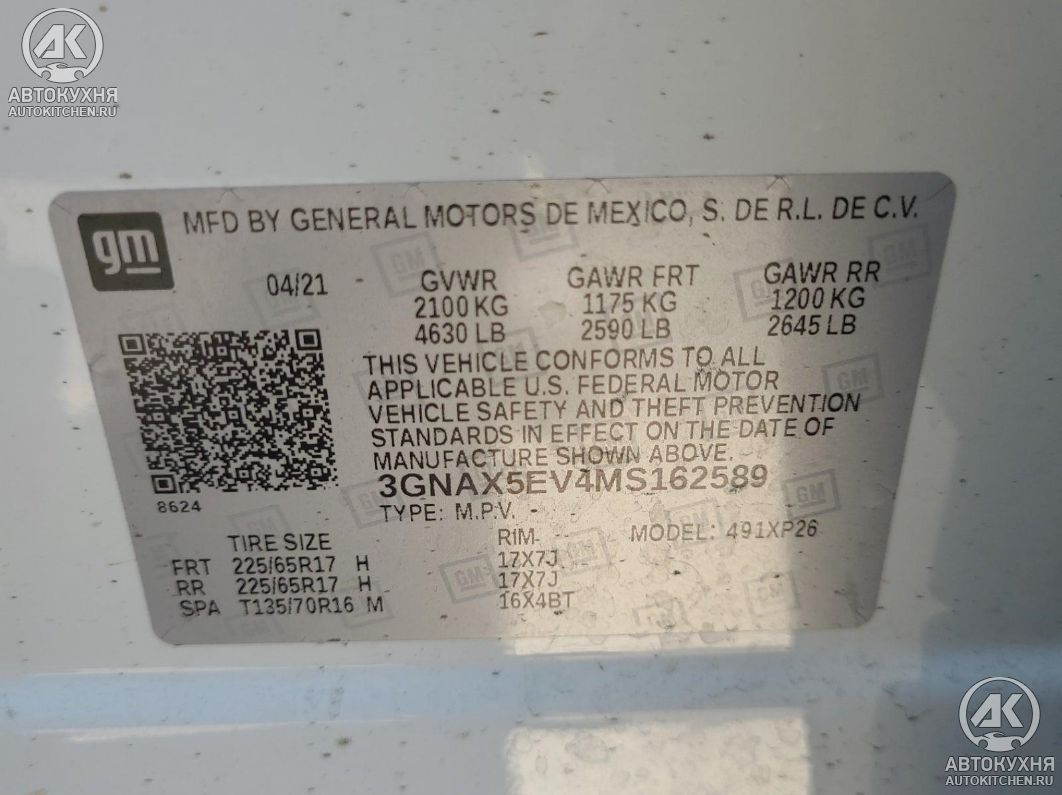 АВТОКУХНЯ
AUTOKITCHEN.RU
gm MFD BY GENERAL MOTORS DE MEXICO, S. DE R.L. DE C.V.
04/21 GVWR GAWR FRT GAWR RR
2100 KG 1175 KG 1200 KG
4630 LB 2590 LB 2645 LB
THIS VEHICLE CONFORMS TO ALL
APPLICABLE U.S. FEDERAL MOTOR
VEHICLE SAFETY AND THEFT PREVENTION
STANDARDS IN EFFECT ON THE DATE OF
MANUFACTURE SHOWN ABOVE.
3GNAX5EV4MS162589
8624 TYPE: M.P.V. -
TIRE SIZE RIM MODEL: 491XP26
FRT 225/65R17 H 17X7J
RR 225/65R17 H 17X7J
SPA T135/70R16 M 16X4BT
АВТОКУХНЯ
AUTOKITCHEN.RU